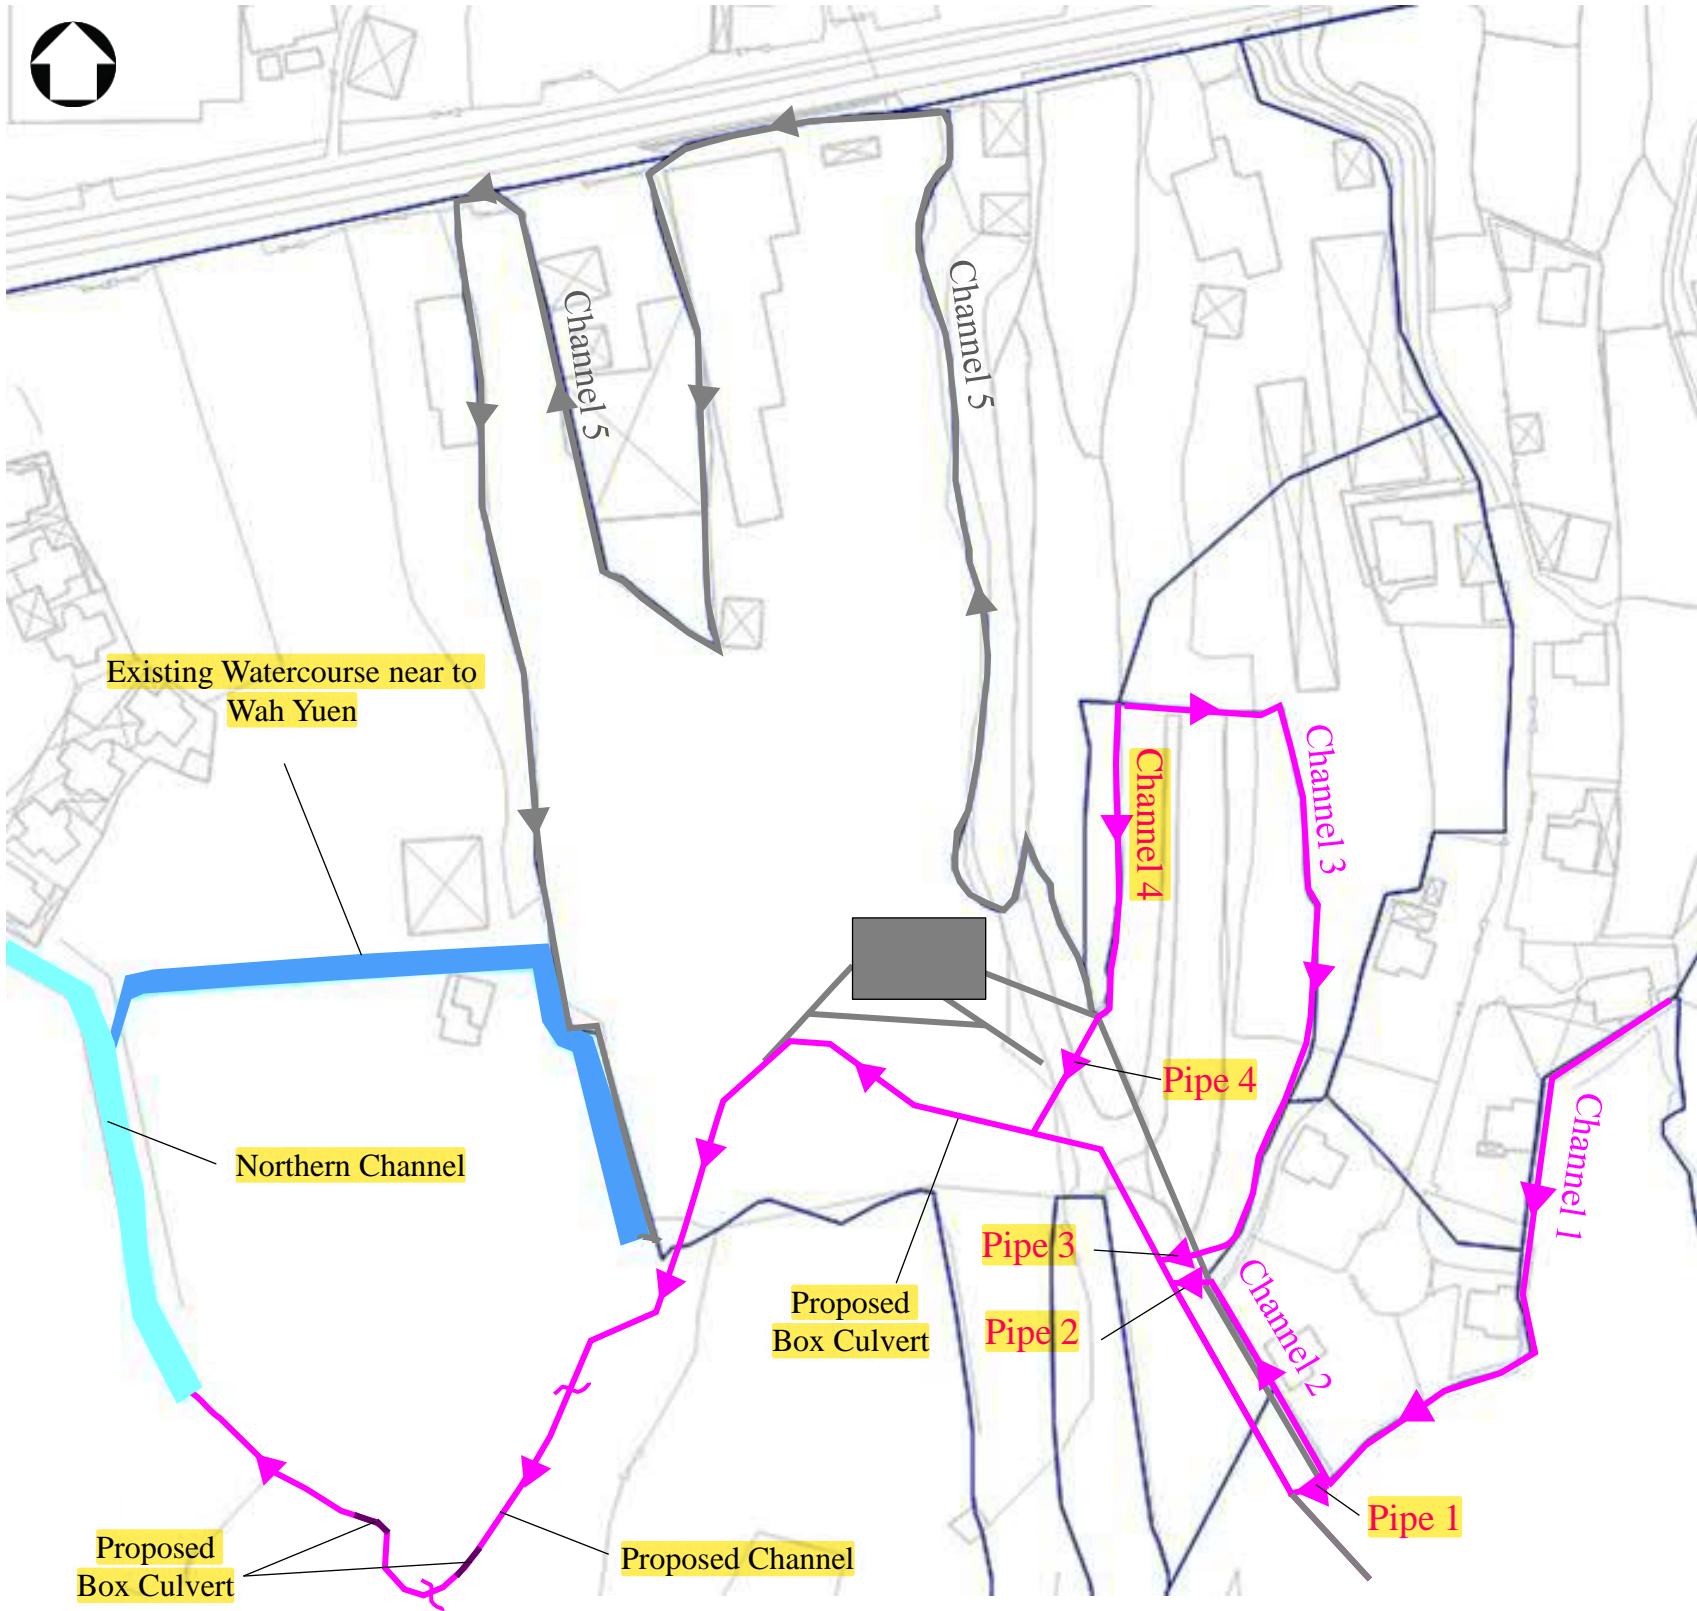 Channel 5
Channel 5
Existing Watercourse near to
Wah Yuen
Channel 4
Channel 3
Pipe 4
Channel 1
Northern Channel
Pipe 3
Channel 2
Proposed
Box Culvert
Pipe 2
Pipe 1
Proposed
Box Culvert
Proposed Channel